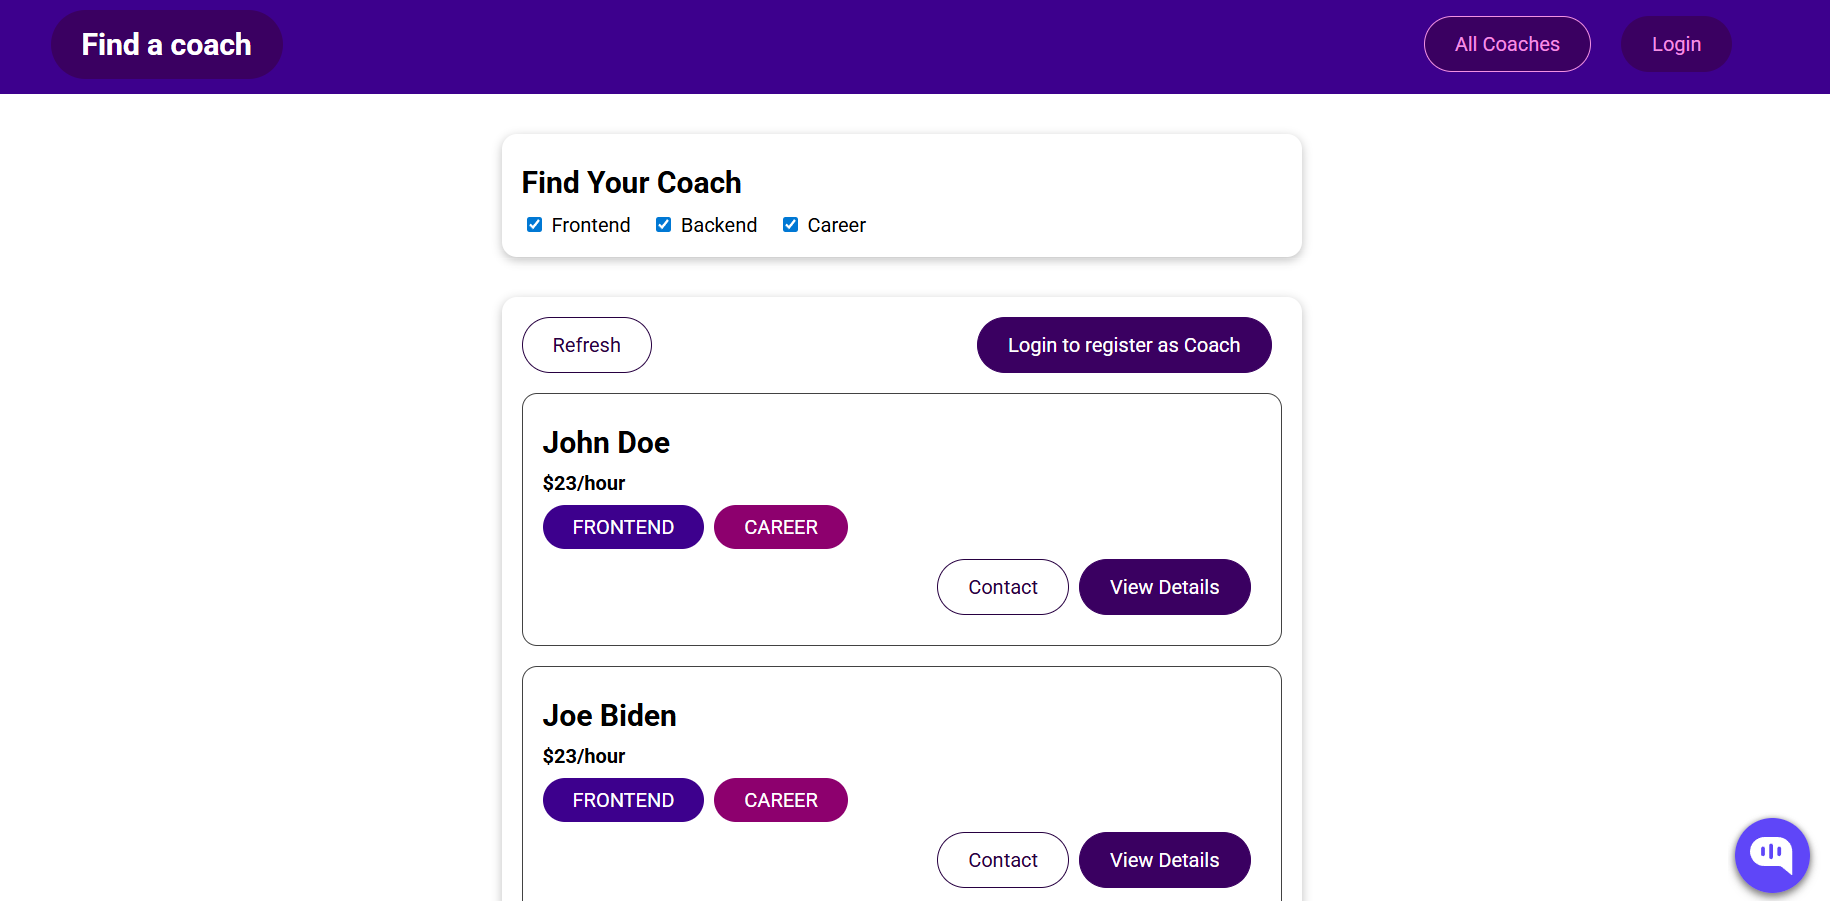 Find a coach All Coaches Login
Find Your Coach
Frontend Backend Career
Refresh Login to register as Coach
John Doe
$23/hour
FRONTEND CAREER
Contact View Details
Joe Biden
$23/hour
FRONTEND CAREER
Contact View Details